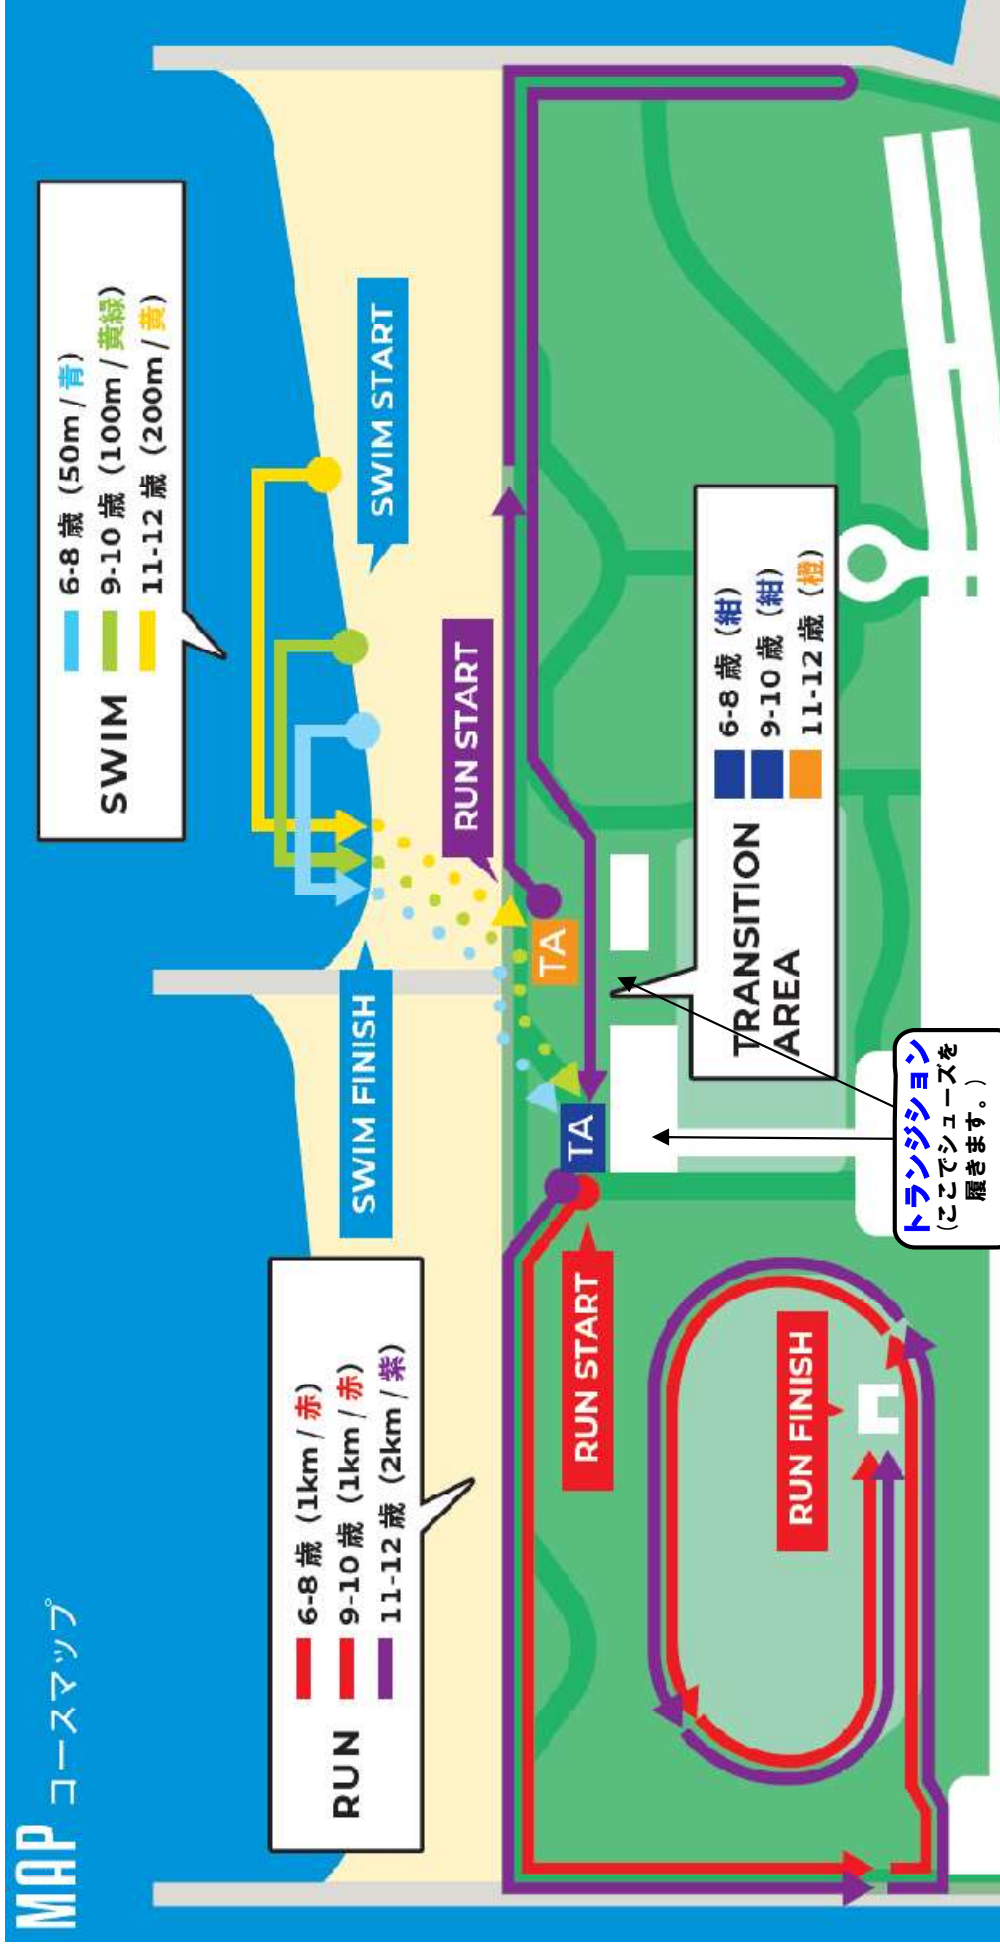 MAP コースマップ
SWIM
6-8 歳（50m / 青）
9-10 歳（100m / 黄緑）
11-12 歳（200m / 黄）
SWIM START
SWIM FINISH
RUN START
RUN
6-8 歳（1km / 赤）
9-10 歳（1km / 赤）
11-12 歳（2km / 紫）
TA
TA
RUN START
TRANSITION
AREA
6-8 歳（紺）
9-10 歳（紺）
11-12 歳（橙）
RUN FINISH
トランジション
(ここでシューズを
履きます。)